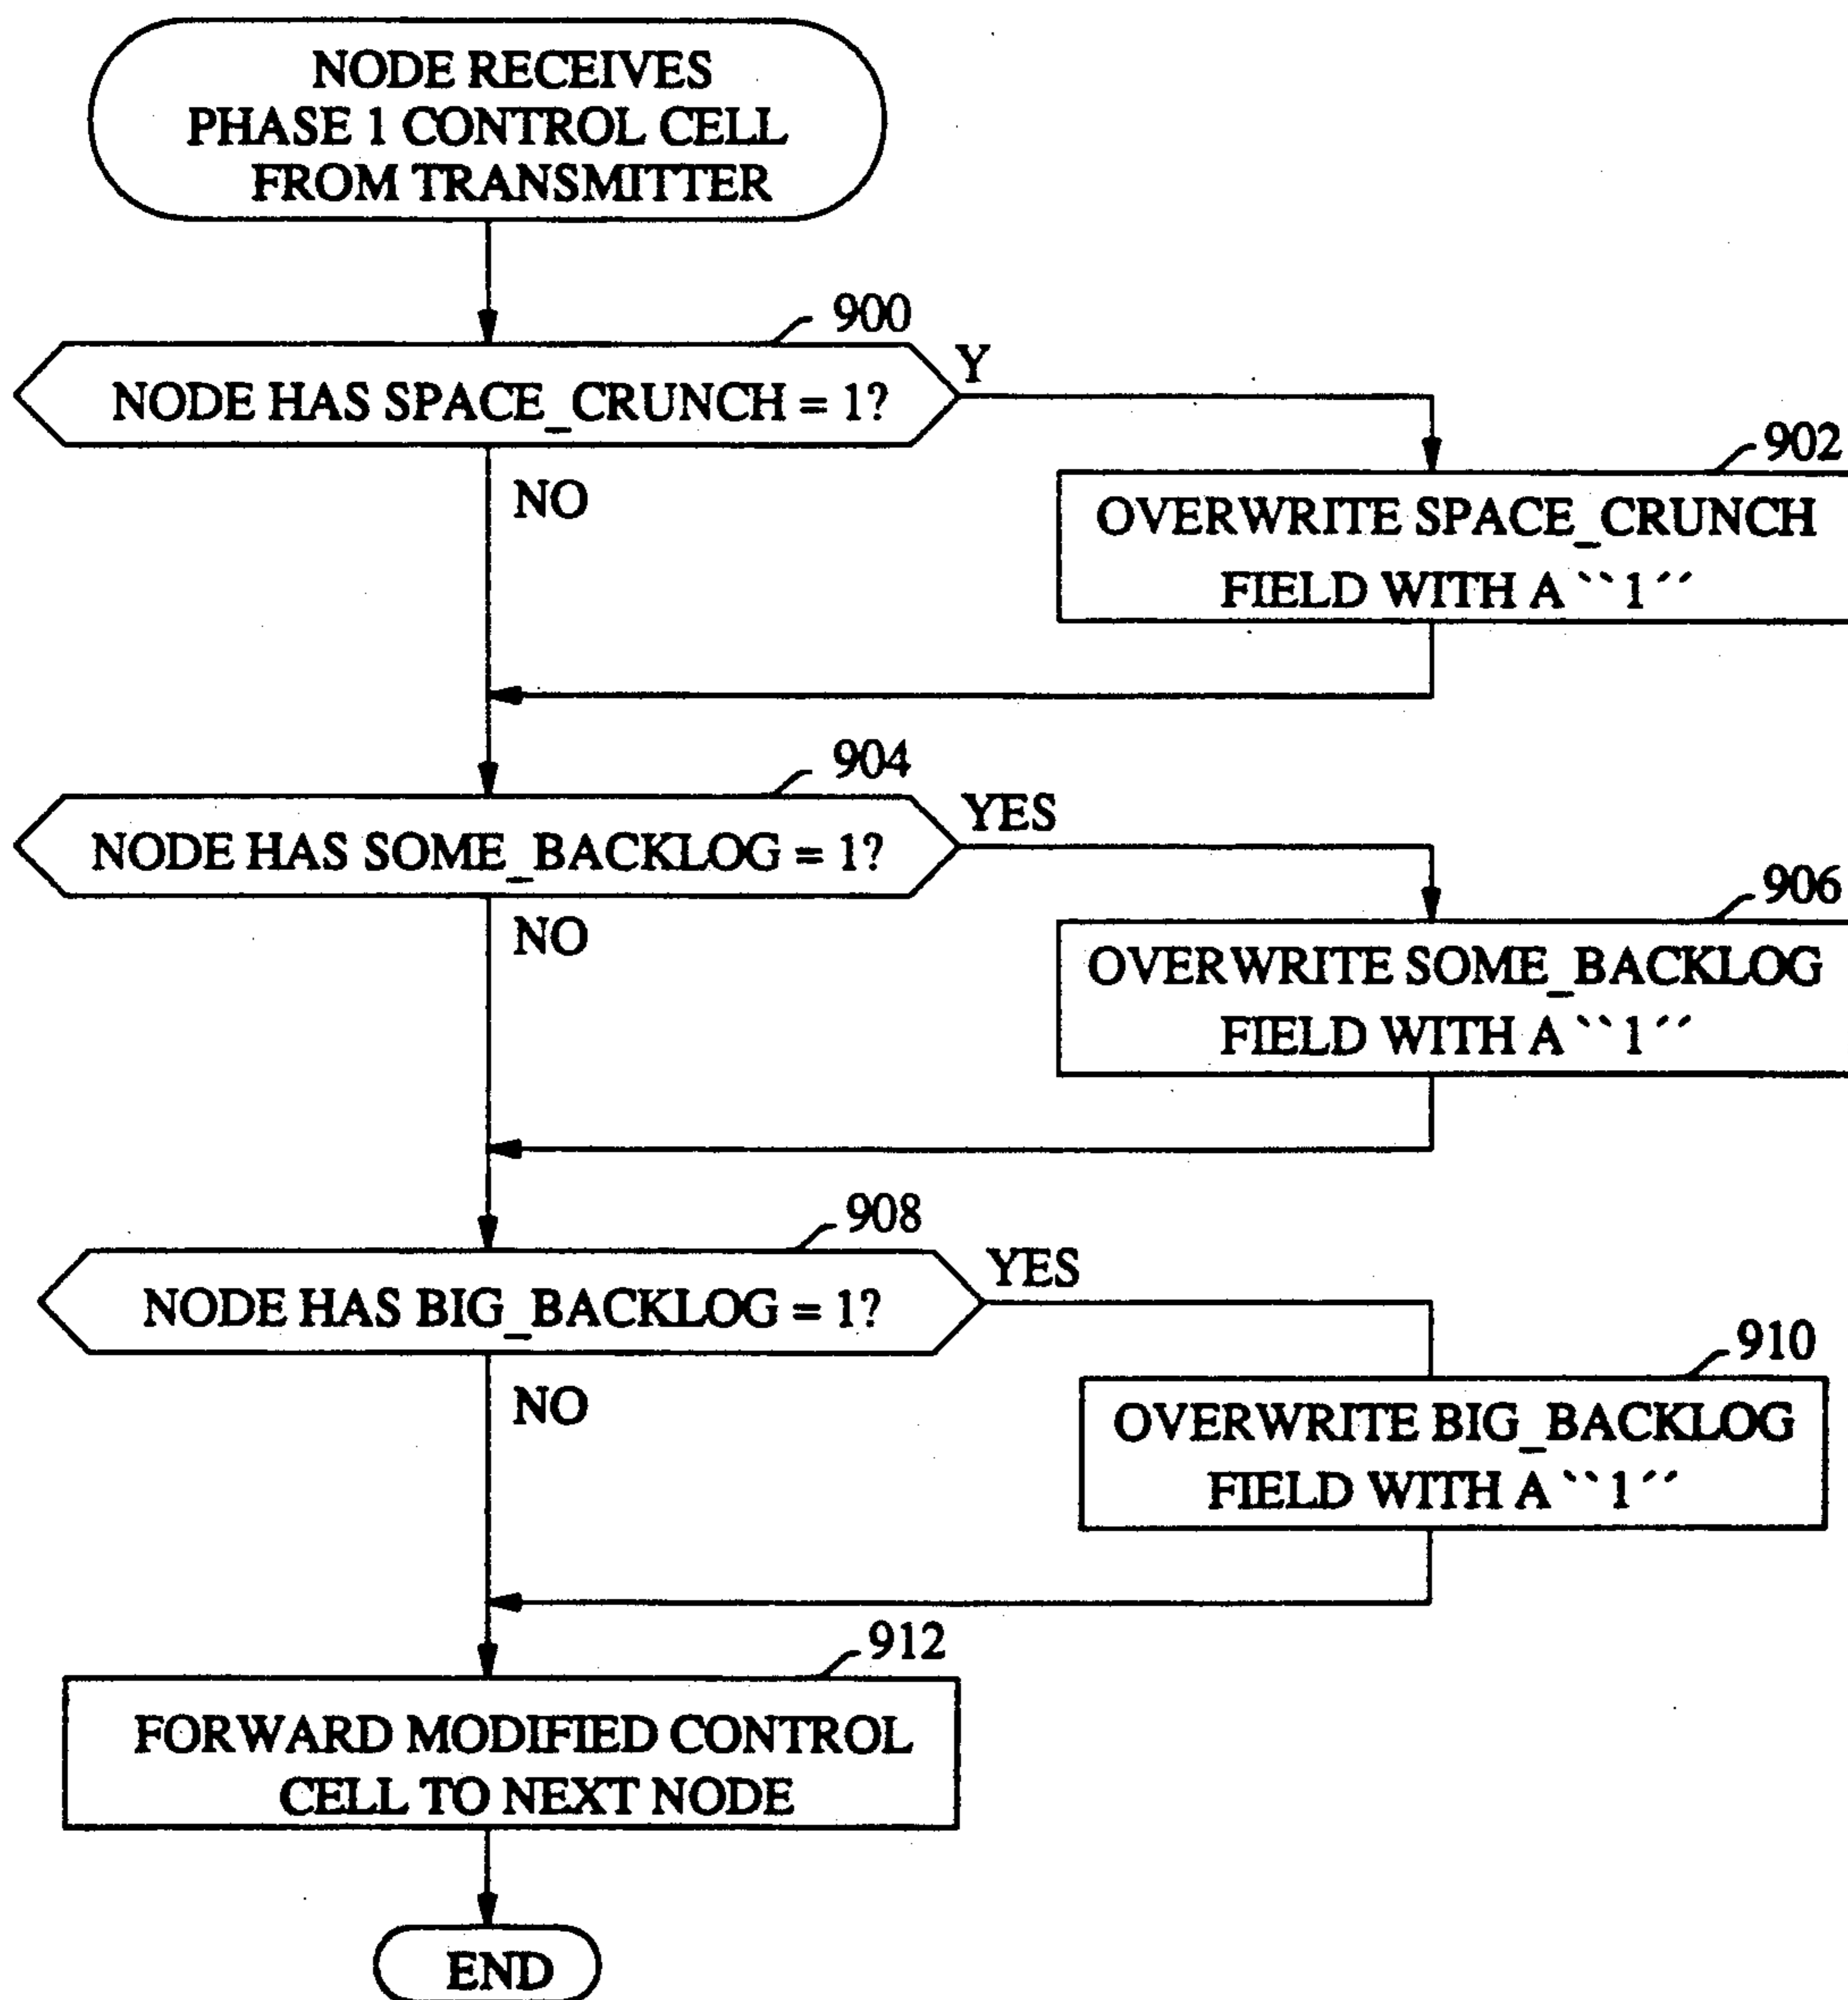 NODE RECEIVES
PHASE 1 CONTROL CELL
FROM TRANSMITTER
900
NODE HAS SPACE_CRUNCH = 1?
Y
902
NO
OVERWRITE SPACE_CRUNCH
FIELD WITH A ``1´´
904
NODE HAS SOME_BACKLOG = 1?
YES
906
NO
OVERWRITE SOME_BACKLOG
FIELD WITH A ``1´´
908
NODE HAS BIG_BACKLOG = 1?
YES
910
NO
OVERWRITE BIG_BACKLOG
FIELD WITH A ``1´´
912
FORWARD MODIFIED CONTROL
CELL TO NEXT NODE
END